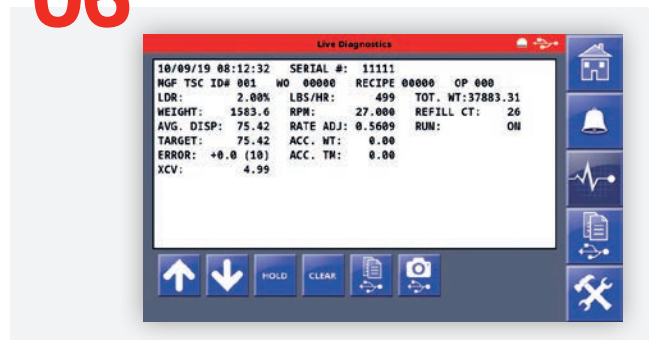 06
Live Diagnostics
10/09/19 08:12:32 SERIAL #: 11111
NGF TSC ID# 001 WO 00000 RECIPE 00000 OP 000
LDR: 2.00% LBS/HR: 499 TOT. WT:37883.31
WEIGHT: 1583.6 RPM: 27.000 REFILL CT: 26
AVG. DISP: 75.42 RATE ADJ: 0.5609 RUN: ON
TARGET: 75.42 ACC. WT: 0.00
ERROR: +0.0 (10) ACC. TM: 0.00
XCV: 4.99
HOLD CLEAR